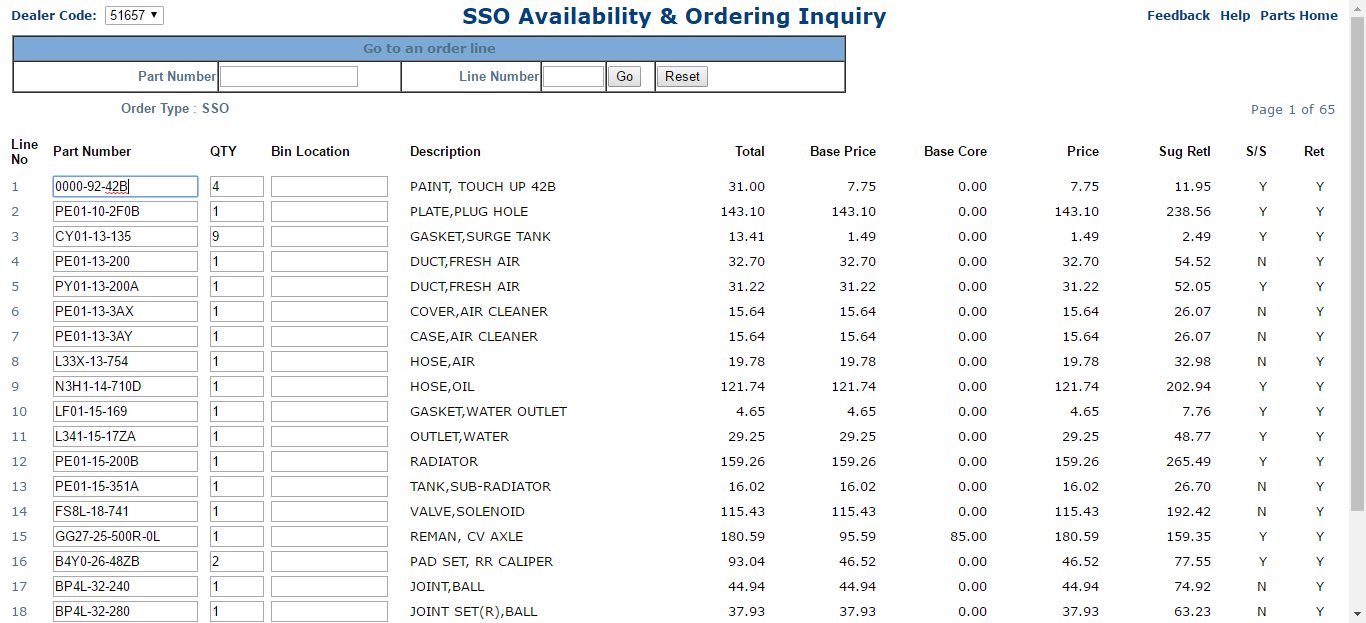 Dealer Code: 51657 SSO Availability & Ordering Inquiry Feedback Help Parts Home
Go to an order line
Part Number Line Number Go Reset
Order Type : SSO Page 1 of 65
Line No Part Number QTY Bin Location Description Total Base Price Base Core Price Sug Retl S/S Ret
1 0000-92-42B 4 PAINT, TOUCH UP 42B 31.00 7.75 0.00 7.75 11.95 Y Y
2 PE01-10-2F0B 1 PLATE,PLUG HOLE 143.10 143.10 0.00 143.10 238.56 Y Y
3 CY01-13-135 9 GASKET,SURGE TANK 13.41 1.49 0.00 1.49 2.49 Y Y
4 PE01-13-200 1 DUCT,FRESH AIR 32.70 32.70 0.00 32.70 54.52 N Y
5 PY01-13-200A 1 DUCT,FRESH AIR 31.22 31.22 0.00 31.22 52.05 Y Y
6 PE01-13-3AX 1 COVER,AIR CLEANER 15.64 15.64 0.00 15.64 26.07 N Y
7 PE01-13-3AY 1 CASE,AIR CLEANER 15.64 15.64 0.00 15.64 26.07 N Y
8 L33X-13-754 1 HOSE,AIR 19.78 19.78 0.00 19.78 32.98 N Y
9 N3H1-14-710D 1 HOSE,OIL 121.74 121.74 0.00 121.74 202.94 Y Y
10 LF01-15-169 1 GASKET,WATER OUTLET 4.65 4.65 0.00 4.65 7.76 Y Y
11 L341-15-17ZA 1 OUTLET,WATER 29.25 29.25 0.00 29.25 48.77 Y Y
12 PE01-15-200B 1 RADIATOR 159.26 159.26 0.00 159.26 265.49 Y Y
13 PE01-15-351A 1 TANK,SUB-RADIATOR 16.02 16.02 0.00 16.02 26.70 N Y
14 FS8L-18-741 1 VALVE,SOLENOID 115.43 115.43 0.00 115.43 192.42 N Y
15 GG27-25-500R-0L 1 REMAN, CV AXLE 180.59 95.59 85.00 180.59 159.35 Y Y
16 B4Y0-26-48ZB 2 PAD SET, RR CALIPER 93.04 46.52 0.00 46.52 77.55 Y Y
17 BP4L-32-240 1 JOINT,BALL 44.94 44.94 0.00 44.94 74.92 N Y
18 BP4L-32-280 1 JOINT SET(R),BALL 37.93 37.93 0.00 37.93 63.23 N Y